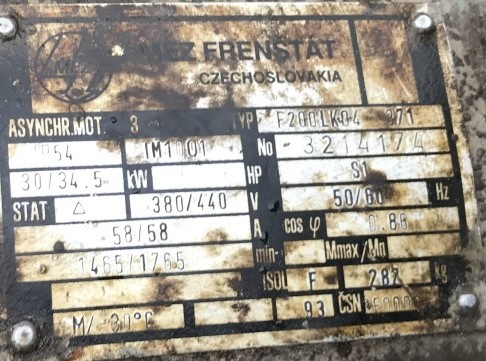 MEZ FRENŠTÁT
CZECHOSLOVAKIA
ASYNCHR.MOT. 3 TYP F200LK04 271
IP54 IM1001 No 3214174
30/34.5 kW HP S1
STAT △ 380/440 V 50/60 Hz
58/58 A cos φ 0.86
1465/1765 min- Mmax/Mn
ISOL F 282 kg
M/-30°C 93 ČSN 35000